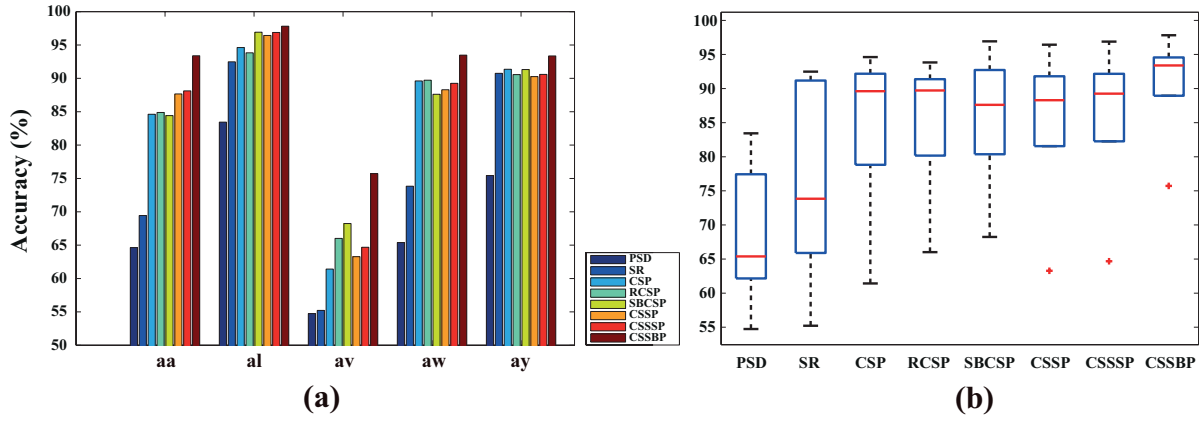 Accuracy (%)
100
95
90
85
80
75
70
65
60
55
50
aa al av aw ay
PSD
SR
CSP
RCSP
SBCSP
CSSP
CSSSP
CSSBP
(a)
100
95
90
85
80
75
70
65
60
55
PSD SR CSP RCSP SBCSP CSSP CSSSP CSSBP
(b)